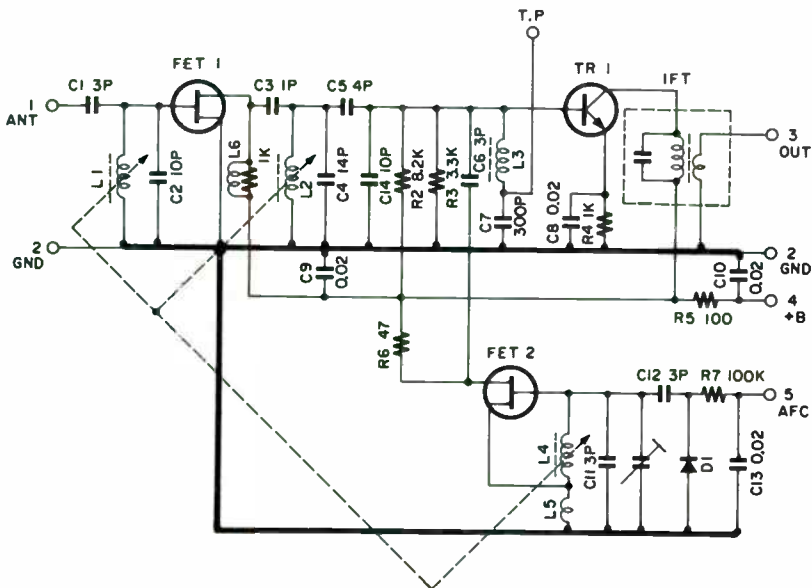 T.P
FET 1
TR 1
1FT
C1 3P
C3 1P
C5 4P
1
ANT
L1
C2 10P
L6
1K
L2
C4 14P
C14 10P
R2 8.2K
R3 3.3K
C6 3P
L3
C7
300P
C8 0.02
R4 1K
3
OUT
2
GND
C9
0.02
C10
0.02
2
GND
4
+B
R5 100
R6 47
FET 2
C12 3P
R7 100K
5
AFC
L4
L5
C11 3P
D1
C13 0.02